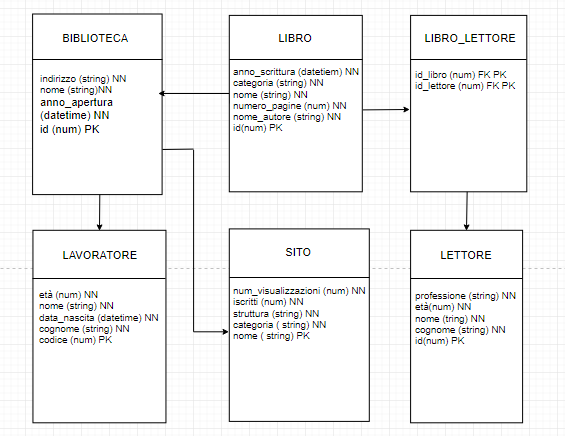 BIBLIOTECA
indirizzo (string) NN
nome (string)NN
anno_apertura
(datetime) NN
id (num) PK
LIBRO
anno_scrittura (datetiem) NN
categoria (string) NN
nome (string) NN
numero_pagine (num) NN
nome_autore (string) NN
id(num) PK
LIBRO_LETTORE
id_libro (num) FK PK
id_lettore (num) FK PK
LAVORATORE
età (num) NN
nome (string) NN
data_nascita (datetime) NN
cognome (string) NN
codice (num) PK
SITO
num_visualizzazioni (num) NN
iscritti (num) NN
struttura (string) NN
categoria ( string) NN
nome ( string) PK
LETTORE
professione (string) NN
età(num) NN
nome (tring) NN
cognome (string) NN
id(num) PK